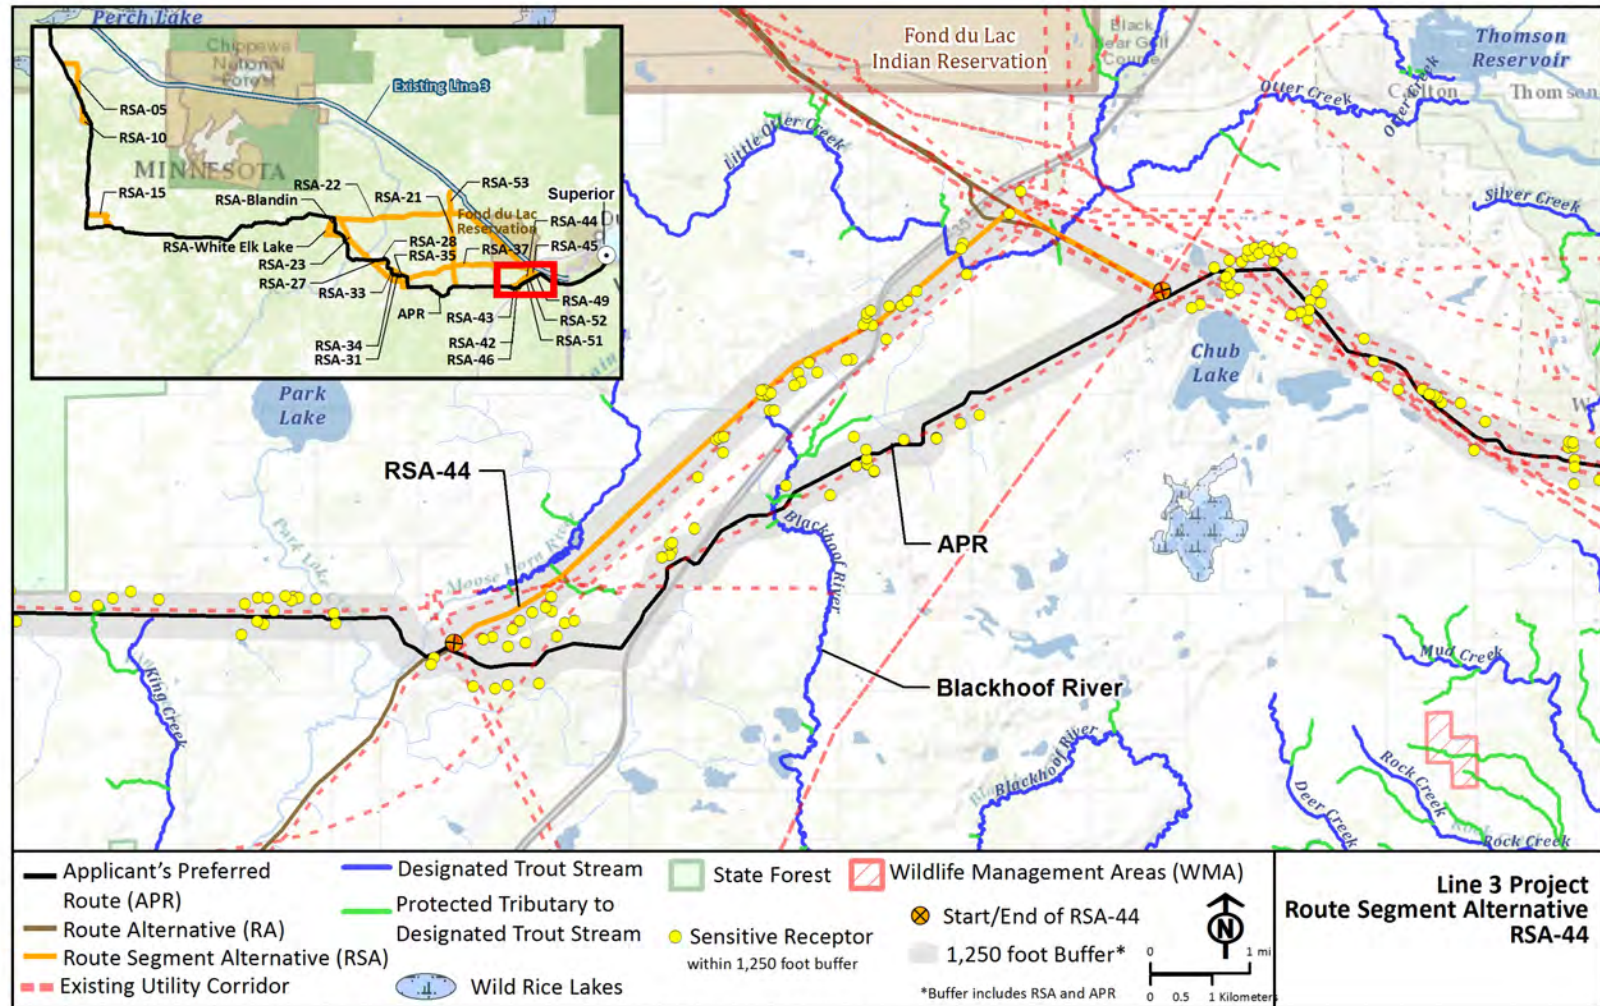 Perch Lake
Chippewa
National
Forest
Existing Line 3
RSA-05
RSA-10
MINNESOTA
RSA-15
RSA-22
RSA-21
RSA-53
RSA-Blandin
Superior
Fond du Lac
Reservation
RSA-44
RSA-White Elk Lake
RSA-28
RSA-35
RSA-37
RSA-45
RSA-23
RSA-27
RSA-33
APR
RSA-43
RSA-49
RSA-52
RSA-34
RSA-42
RSA-51
RSA-31
RSA-46
Fond du Lac
Indian Reservation
Black
Bear Golf
Course
Thomson
Reservoir
Carlton
Thomson
Otter Creek
Otter Creek
Little Otter Creek
Silver Creek
35
Park
Lake
Chub
Lake
RSA-44
APR
Moose Horn River
Park Lake
Blackhoof River
Blackhoof River
King Creek
Blackhoof River
Mud Creek
Deer Creek
Rock Creek
Rock Creek
Applicant's Preferred
Route (APR)
Route Alternative (RA)
Route Segment Alternative (RSA)
Existing Utility Corridor
Designated Trout Stream
Protected Tributary to
Designated Trout Stream
Wild Rice Lakes
State Forest
Sensitive Receptor
within 1,250 foot buffer
Wildlife Management Areas (WMA)
Start/End of RSA-44
1,250 foot Buffer*
*Buffer includes RSA and APR
N
0 1 mi
0 0.5 1 Kilometers
Line 3 Project
Route Segment Alternative
RSA-44